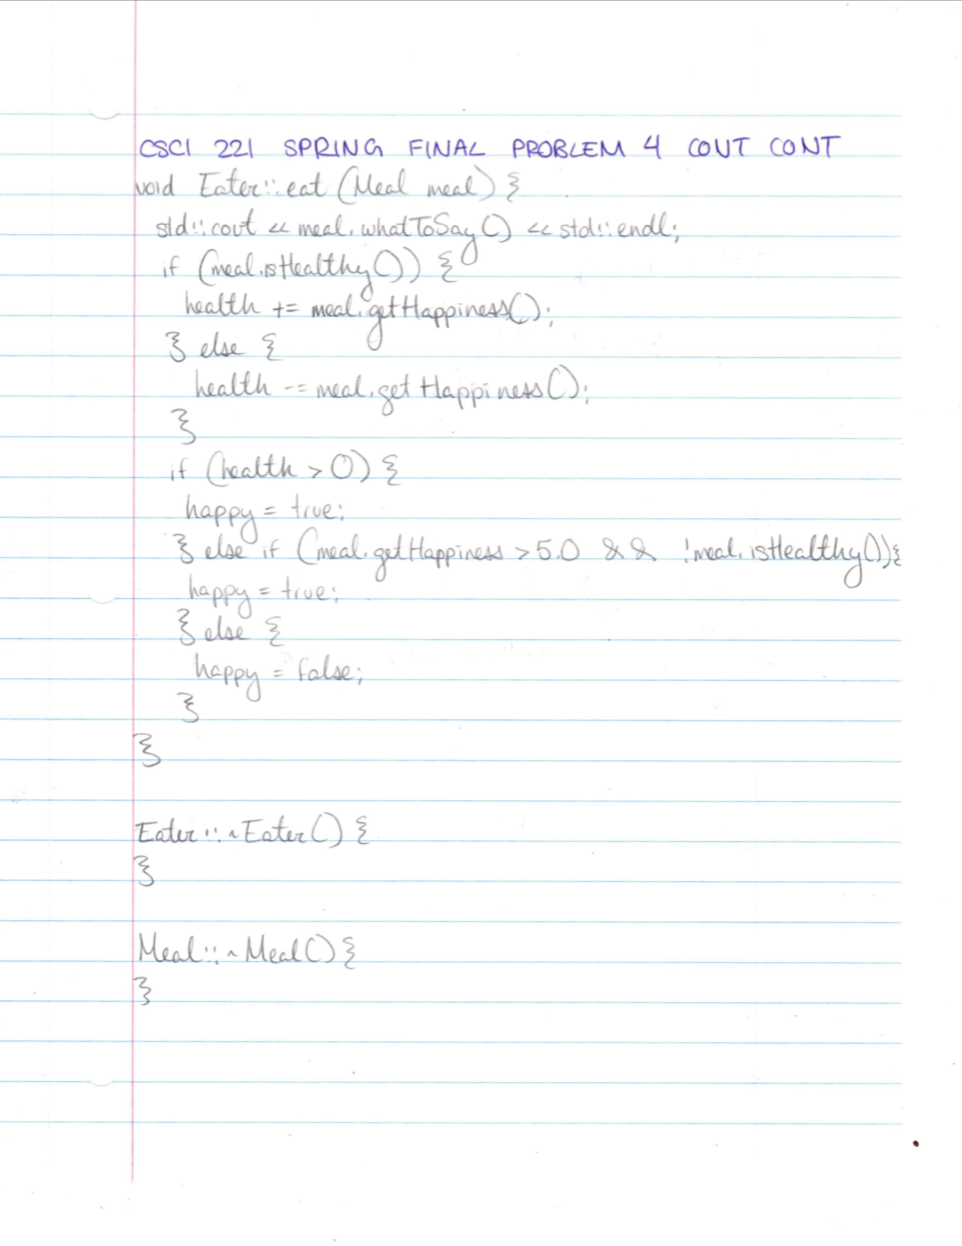 CSCI 221 SPRING FINAL PROBLEM 4 CONT CONT
void Eater::eat (Meal meal) {
std::cout << meal.whatToSay() << std::endl;
if (meal.isHealthy()) {
health += meal.getHappiness();
} else {
health -= meal.getHappiness();
}
if (health > 0) {
happy = true;
} else if (meal.getHappiness > 5.0 && !meal.isHealthy()){
happy = true;
} else {
happy = false;
}
}
Eater::~Eater() {
}
Meal::~Meal() {
}